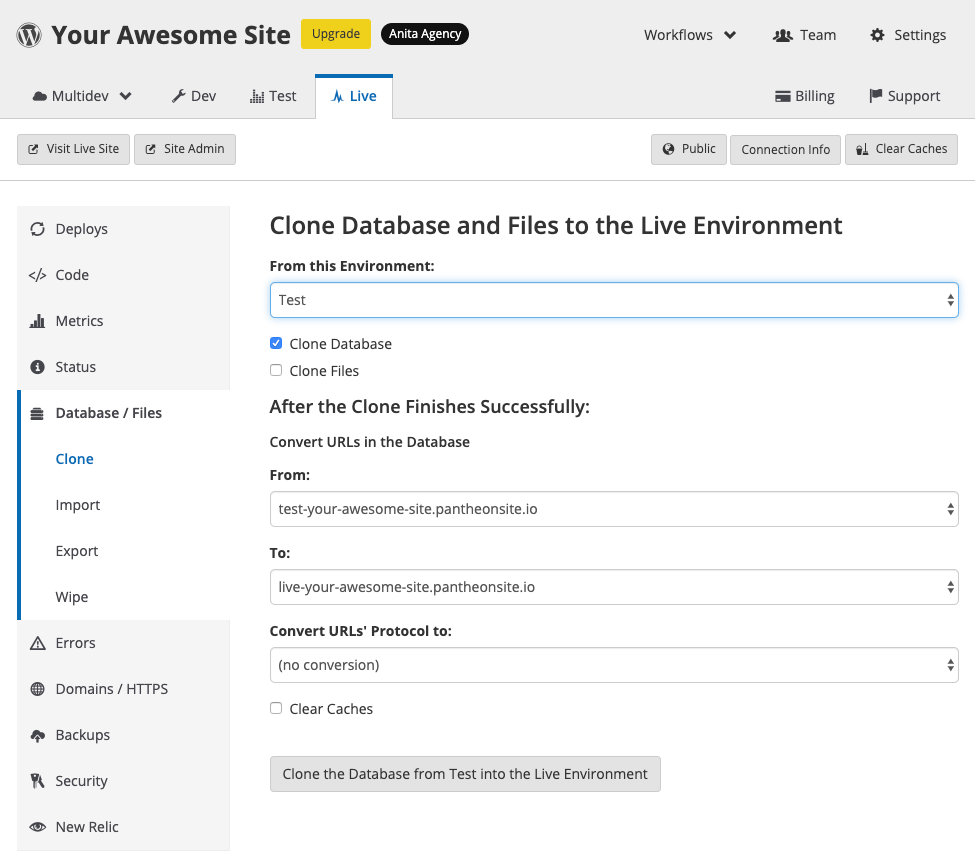 Your Awesome Site Upgrade Anita Agency
Workflows Team Settings
Multidev Dev Test Live
Billing Support
Visit Live Site Site Admin
Public Connection Info Clear Caches
Deploys
Code
Metrics
Status
Database / Files
Clone
Import
Export
Wipe
Errors
Domains / HTTPS
Backups
Security
New Relic
Clone Database and Files to the Live Environment
From this Environment:
Test
Clone Database
Clone Files
After the Clone Finishes Successfully:
Convert URLs in the Database
From:
test-your-awesome-site.pantheonsite.io
To:
live-your-awesome-site.pantheonsite.io
Convert URLs' Protocol to:
(no conversion)
Clear Caches
Clone the Database from Test into the Live Environment